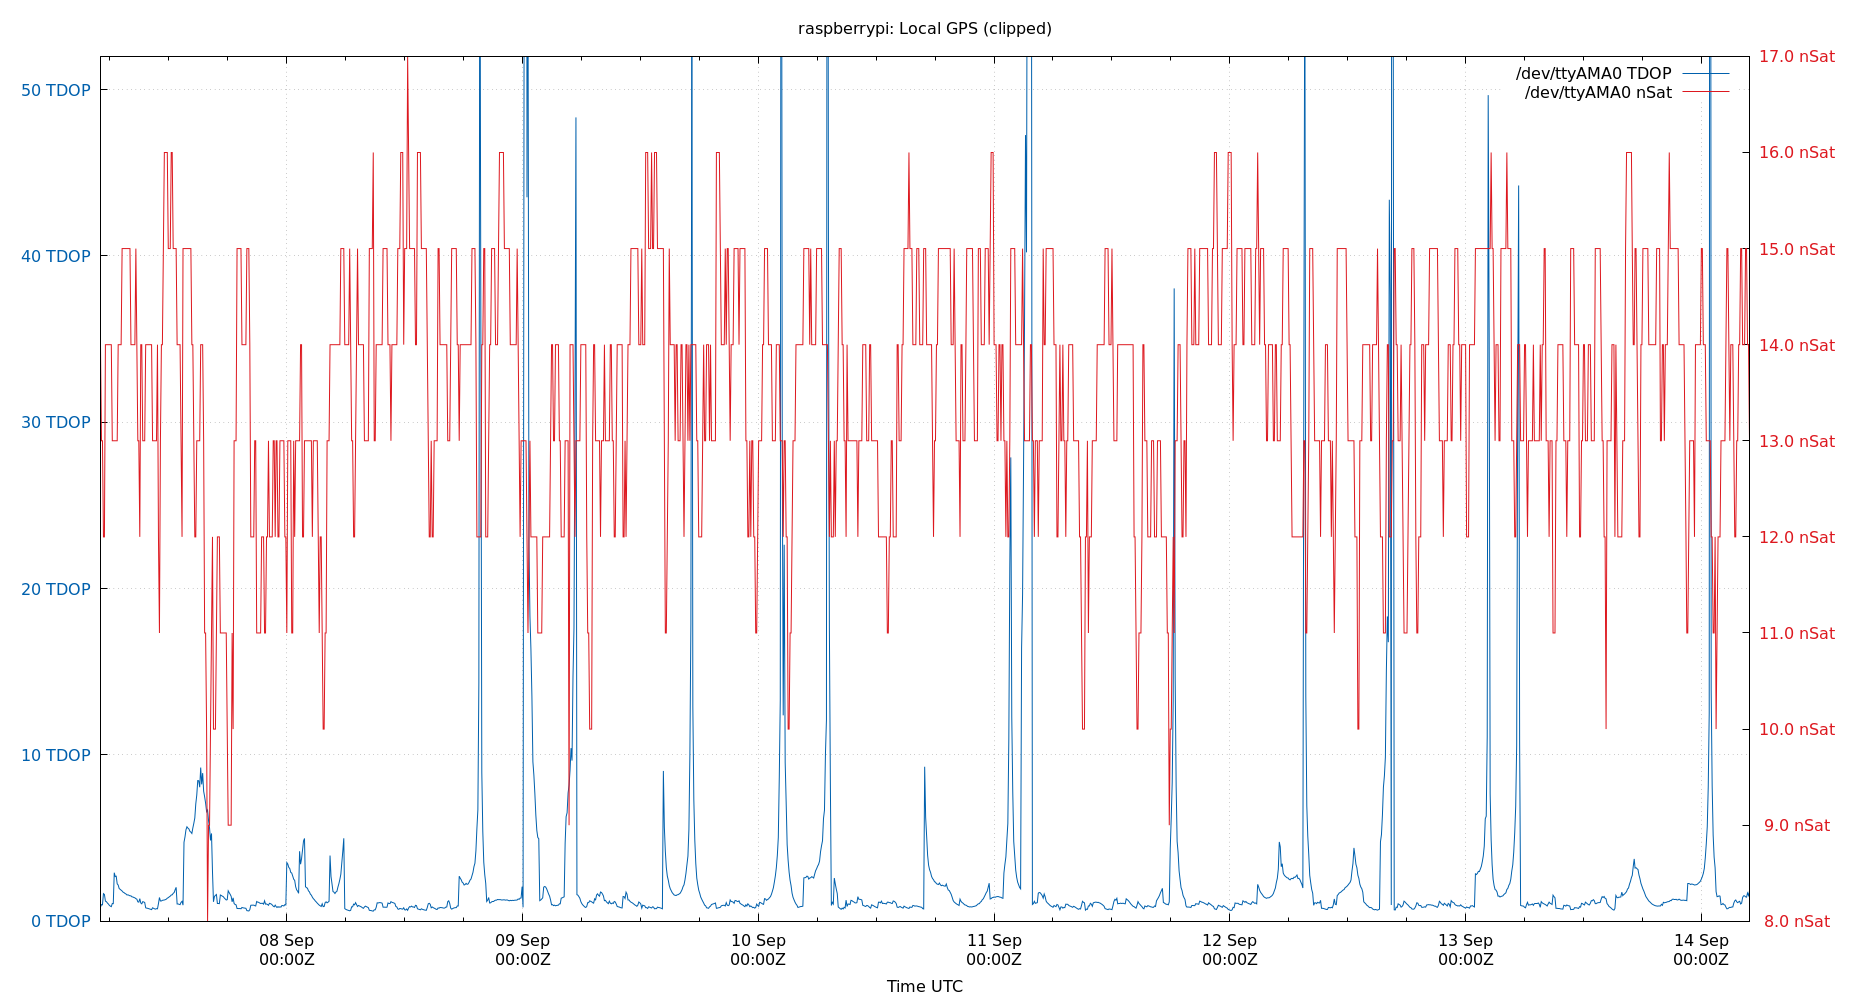 raspberrypi: Local GPS (clipped)
/dev/ttyAMA0 TDOP
/dev/ttyAMA0 nSat
50 TDOP
40 TDOP
30 TDOP
20 TDOP
10 TDOP
0 TDOP
17.0 nSat
16.0 nSat
15.0 nSat
14.0 nSat
13.0 nSat
12.0 nSat
11.0 nSat
10.0 nSat
9.0 nSat
8.0 nSat
08 Sep 09 Sep 10 Sep 11 Sep 12 Sep 13 Sep 14 Sep
00:00Z 00:00Z 00:00Z 00:00Z 00:00Z 00:00Z 00:00Z
Time UTC